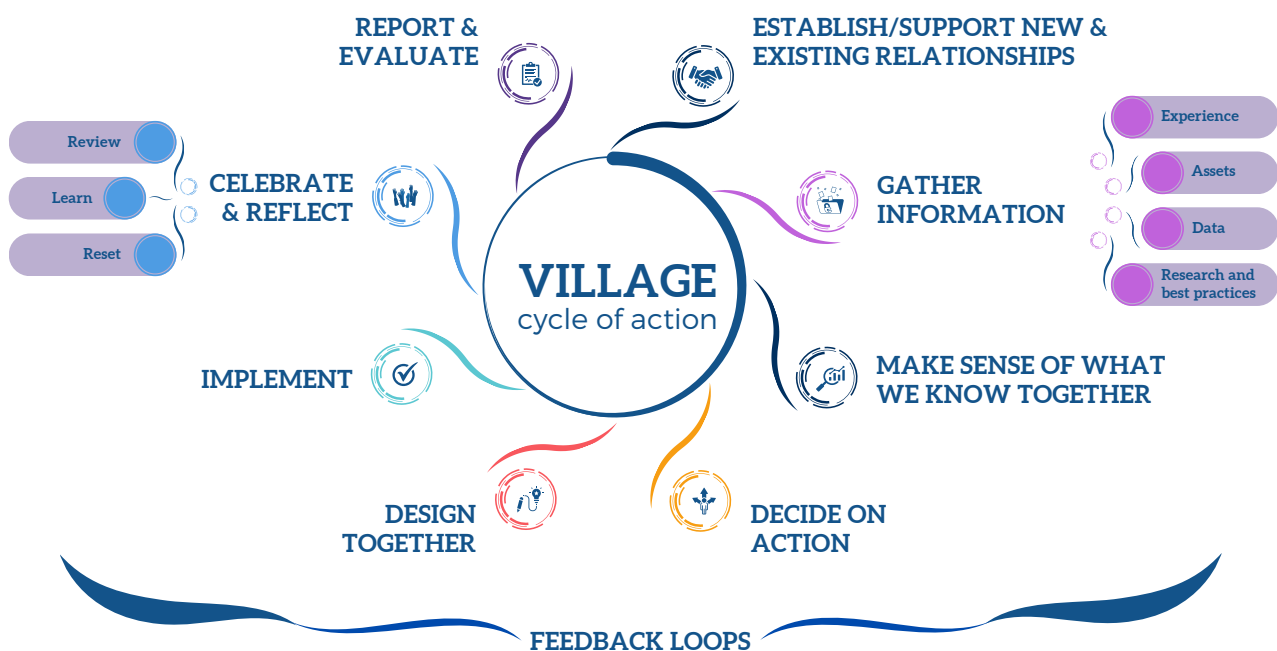 REPORT &
EVALUATE
ESTABLISH/SUPPORT NEW &
EXISTING RELATIONSHIPS
Review
Learn
Reset
CELEBRATE
& REFLECT
GATHER
INFORMATION
Experience
Assets
Data
Research and
best practices
VILLAGE
cycle of action
IMPLEMENT
MAKE SENSE OF WHAT
WE KNOW TOGETHER
DESIGN
TOGETHER
DECIDE ON
ACTION
FEEDBACK LOOPS